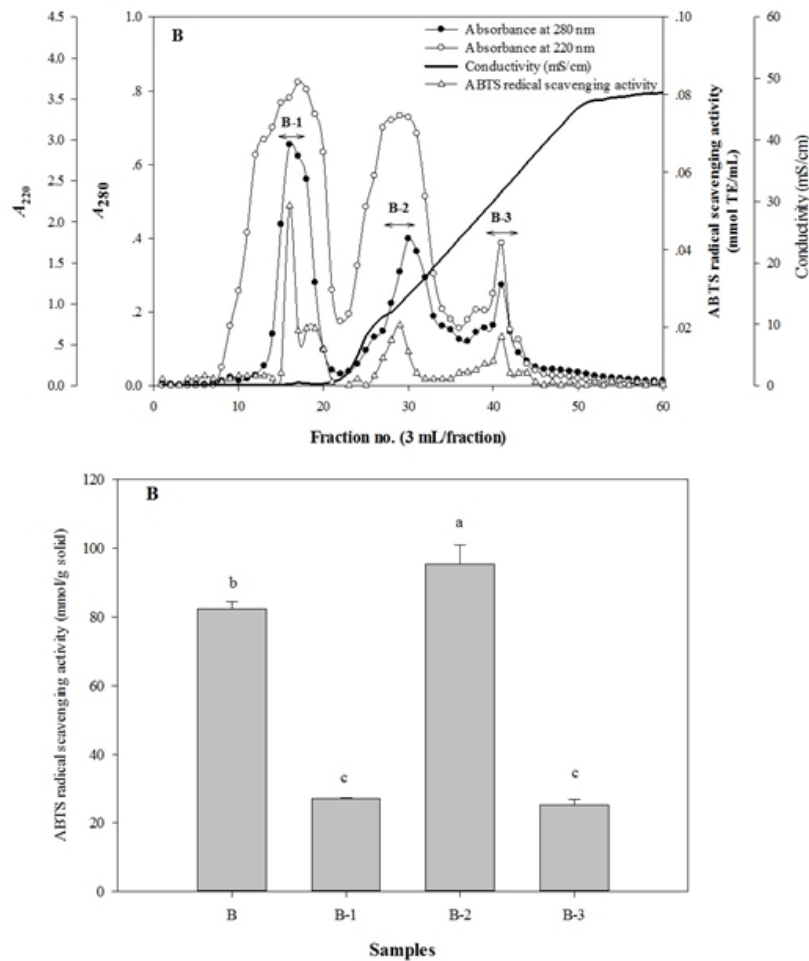 4.5
4.0
3.5
3.0
2.5
2.0
1.5
1.0
.5
0.0
A220
1.0
.8
.6
.4
.2
0.0
A280
B
Absorbance at 280 nm
Absorbance at 220 nm
Conductivity (mS/cm)
ABTS redical scavenging activity
B-1
B-2
B-3
.10
.08
.06
.04
.02
0.0
ABTS radical scavenging activity
(mmol TE/mL)
60
50
40
30
20
10
0
Conductivity (mS/cm)
0 10 20 30 40 50 60
Fraction no. (3 mL/fraction)
120
100
80
60
40
20
0
ABTS radical scavenging activity (mmol/g solid)
B
b
c
a
c
B B-1 B-2 B-3
Samples